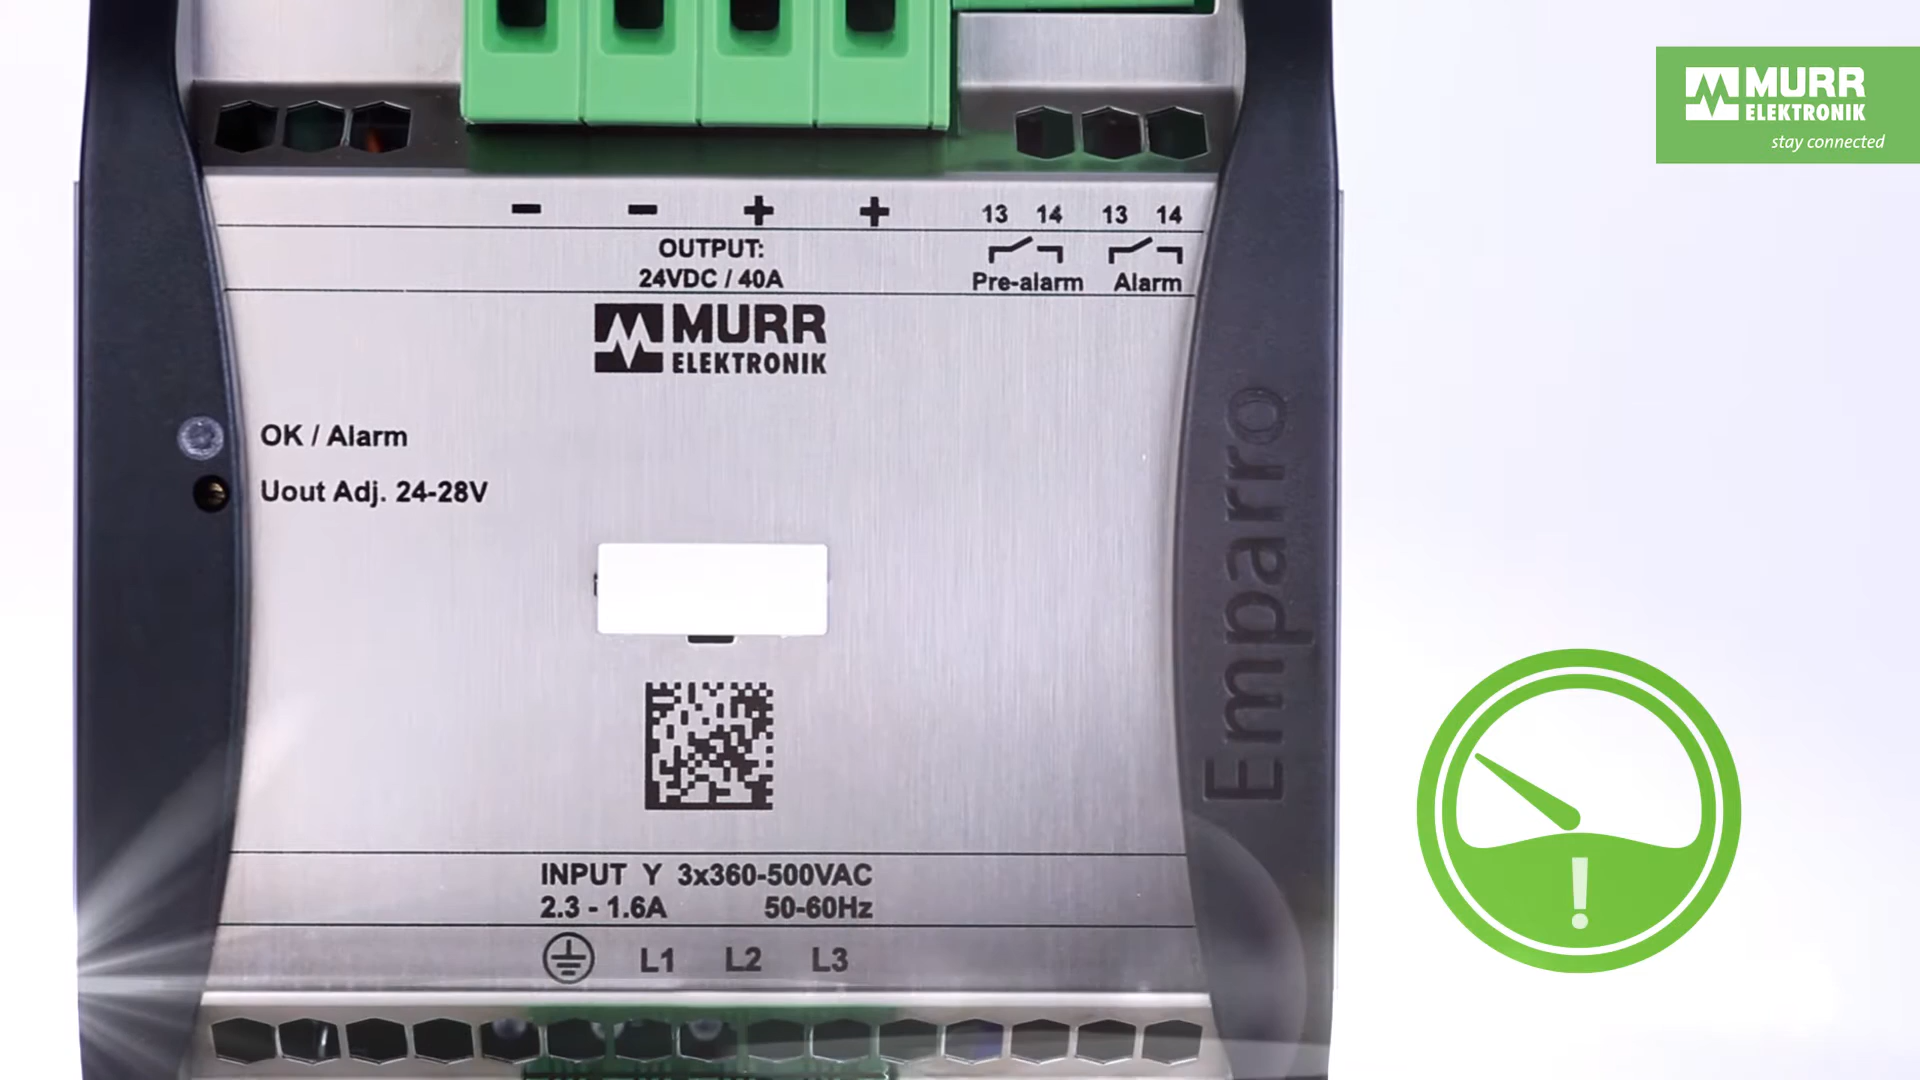 MURR
ELEKTRONIK
stay connected
− − + +
13 14 13 14
OUTPUT:
24VDC / 40A
Pre-alarm Alarm
MURR
ELEKTRONIK
OK / Alarm
Uout Adj. 24-28V
Emparro
INPUT Y 3x360-500VAC
2.3 - 1.6A 50-60Hz
L1 L2 L3
!